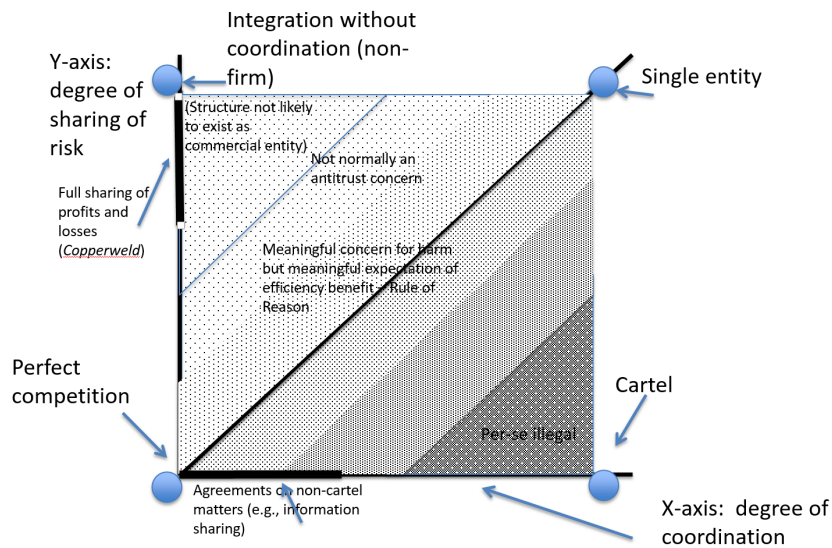 Integration without
coordination (non-
firm)
Y-axis:
degree of
sharing of
risk
Single entity
(Structure not likely
to exist as
commercial entity)
Not normally an
antitrust concern
Full sharing of
profits and
losses
(Copperweld)
Meaningful concern for harm
but meaningful expectation of
efficiency benefit – Rule of
Reason
Perfect
competition
Cartel
Per-se illegal
Agreements on non-cartel
matters (e.g., information
sharing)
X-axis: degree of
coordination